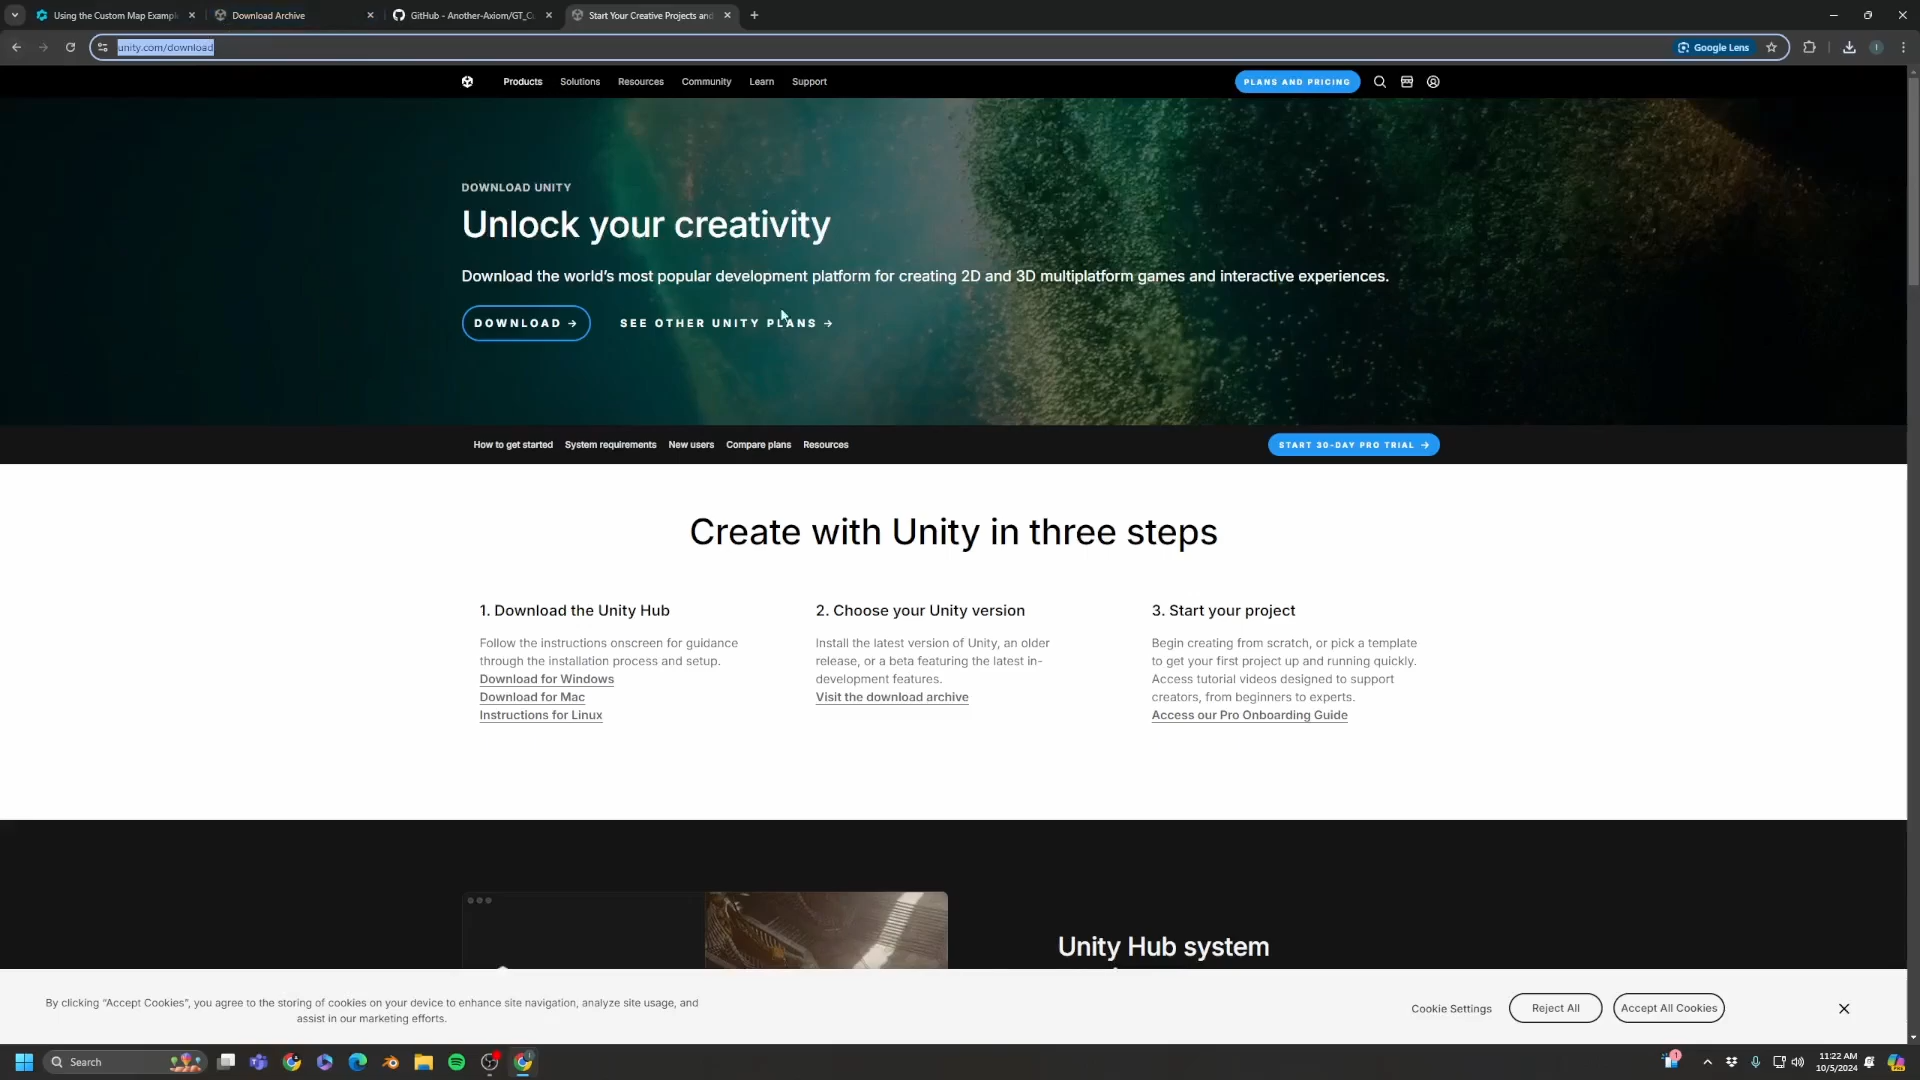 Using the Custom Map Exampl
Download Archive
GitHub - Another-Axiom/GT_Cu
Start Your Creative Projects and
unity.com/download
Google Lens
Products
Solutions
Resources
Community
Learn
Support
PLANS AND PRICING
DOWNLOAD UNITY
Unlock your creativity
Download the world's most popular development platform for creating 2D and 3D multiplatform games and interactive experiences.
DOWNLOAD →
SEE OTHER UNITY PLANS →
How to get started
System requirements
New users
Compare plans
Resources
START 30-DAY PRO TRIAL →
Create with Unity in three steps
1. Download the Unity Hub
Follow the instructions onscreen for guidance
through the installation process and setup.
Download for Windows
Download for Mac
Instructions for Linux
2. Choose your Unity version
Install the latest version of Unity, an older
release, or a beta featuring the latest in-
development features.
Visit the download archive
3. Start your project
Begin creating from scratch, or pick a template
to get your first project up and running quickly.
Access tutorial videos designed to support
creators, from beginners to experts.
Access our Pro Onboarding Guide
Unity Hub system
By clicking “Accept Cookies”, you agree to the storing of cookies on your device to enhance site navigation, analyze site usage, and
assist in our marketing efforts.
Cookie Settings
Reject All
Accept All Cookies
Search
11:22 AM
10/5/2024